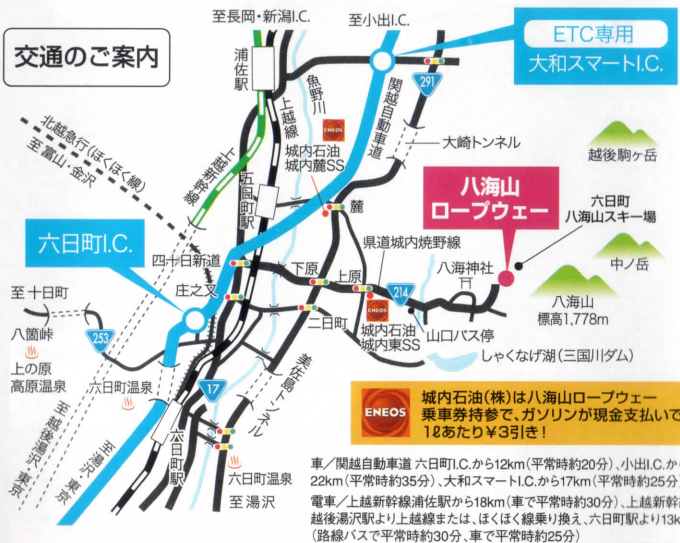 交通のご案内
至長岡・新潟I.C.
至小出I.C.
ETC専用
大和スマートI.C.
浦佐駅
魚野川
上越線
関越自動車道
291
ENEOS
城内石油
城内麓SS
大崎トンネル
越後駒ヶ岳
北越急行(ほくほく線)
至富山・金沢
上越新幹線
五日町駅
麓
八海山
ロープウェー
六日町
八海山スキー場
六日町I.C.
四十日新道
下原
上原
県道城内焼野線
八海神社
中ノ岳
庄之又
214
八海山
標高1,778m
至 十日町
二日町
ENEOS
城内石油
城内東SS
山口バス停
八箇峠
253
しゃくなげ湖(三国川ダム)
上の原
高原温泉
六日町温泉
17
美佐島トンネル
至 越後湯沢 東京
至 湯沢 東京
六日町駅
六日町温泉
至 湯沢
ENEOS
城内石油(株)は八海山ロープウェー
乗車券持参で、ガソリンが現金支払いで
1ℓあたり¥3引き!
車/関越自動車道 六日町I.C.から12km(平常時約20分)、小出I.C.から
22km(平常時約35分)、大和スマートI.C.から17km(平常時約25分)
電車/上越新幹線浦佐駅から18km(車で平常時約30分)、上越新幹線
越後湯沢駅より上越線または、ほくほく線乗り換え、六日町駅より13k
(路線バスで平常時約30分、車で平常時約25分)